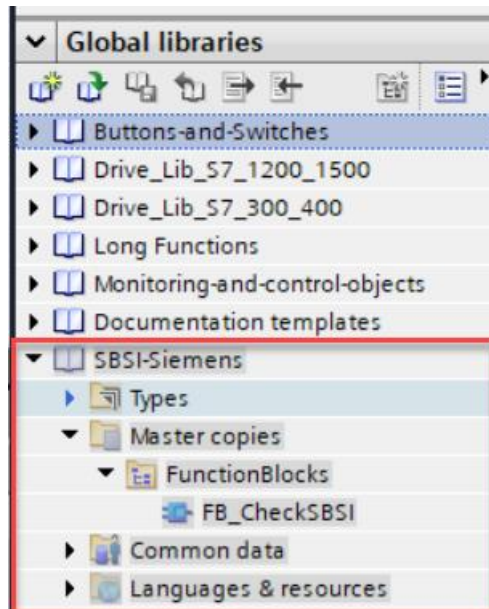 Global libraries
Buttons-and-Switches
Drive_Lib_S7_1200_1500
Drive_Lib_S7_300_400
Long Functions
Monitoring-and-control-objects
Documentation templates
SBSI-Siemens
Types
Master copies
FunctionBlocks
FB_CheckSBSI
Common data
Languages & resources